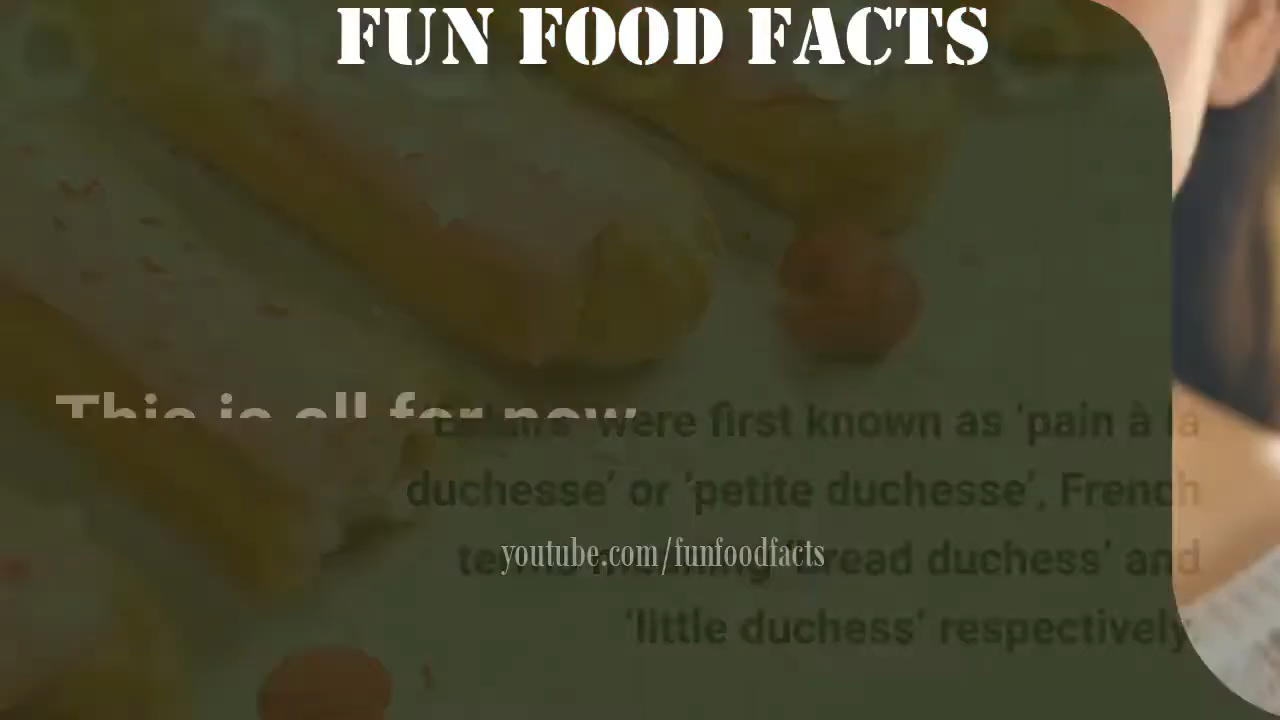 FUN FOOD FACTS
This is all for now
were first known as 'pain à la
duchesse' or 'petite duchesse', French
youtube.com/funfoodfacts
duchess' and
'little duchess' respectively